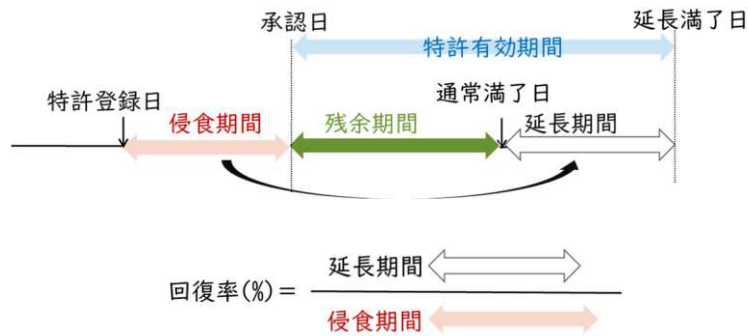 承認日
延長満了日
特許有効期間
特許登録日
侵食期間
残余期間
通常満了日
延長期間
回復率(%)=
延長期間
侵食期間